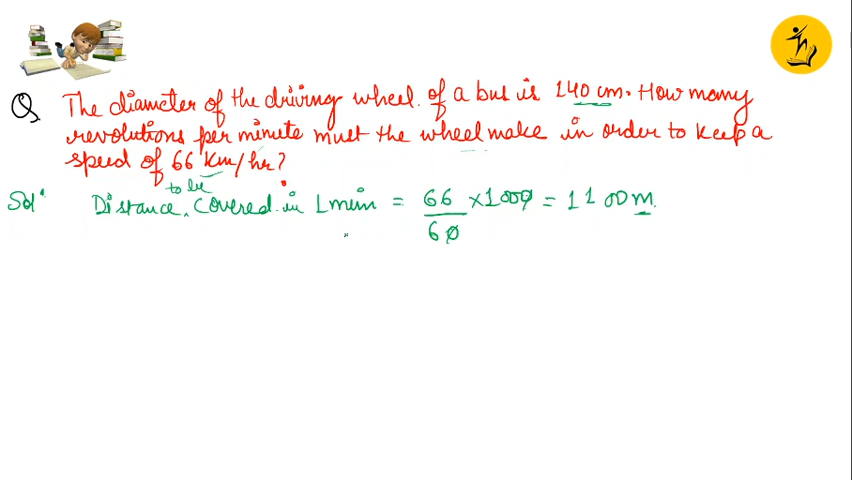 Q The diameter of the driving wheel of a bus is 140 cm. How many
revolutions per minute must the wheel make in order to keep a
speed of 66 km/hr?
Sol. Distance to be covered in 1 min = 66/60 × 1000 = 1100 m.